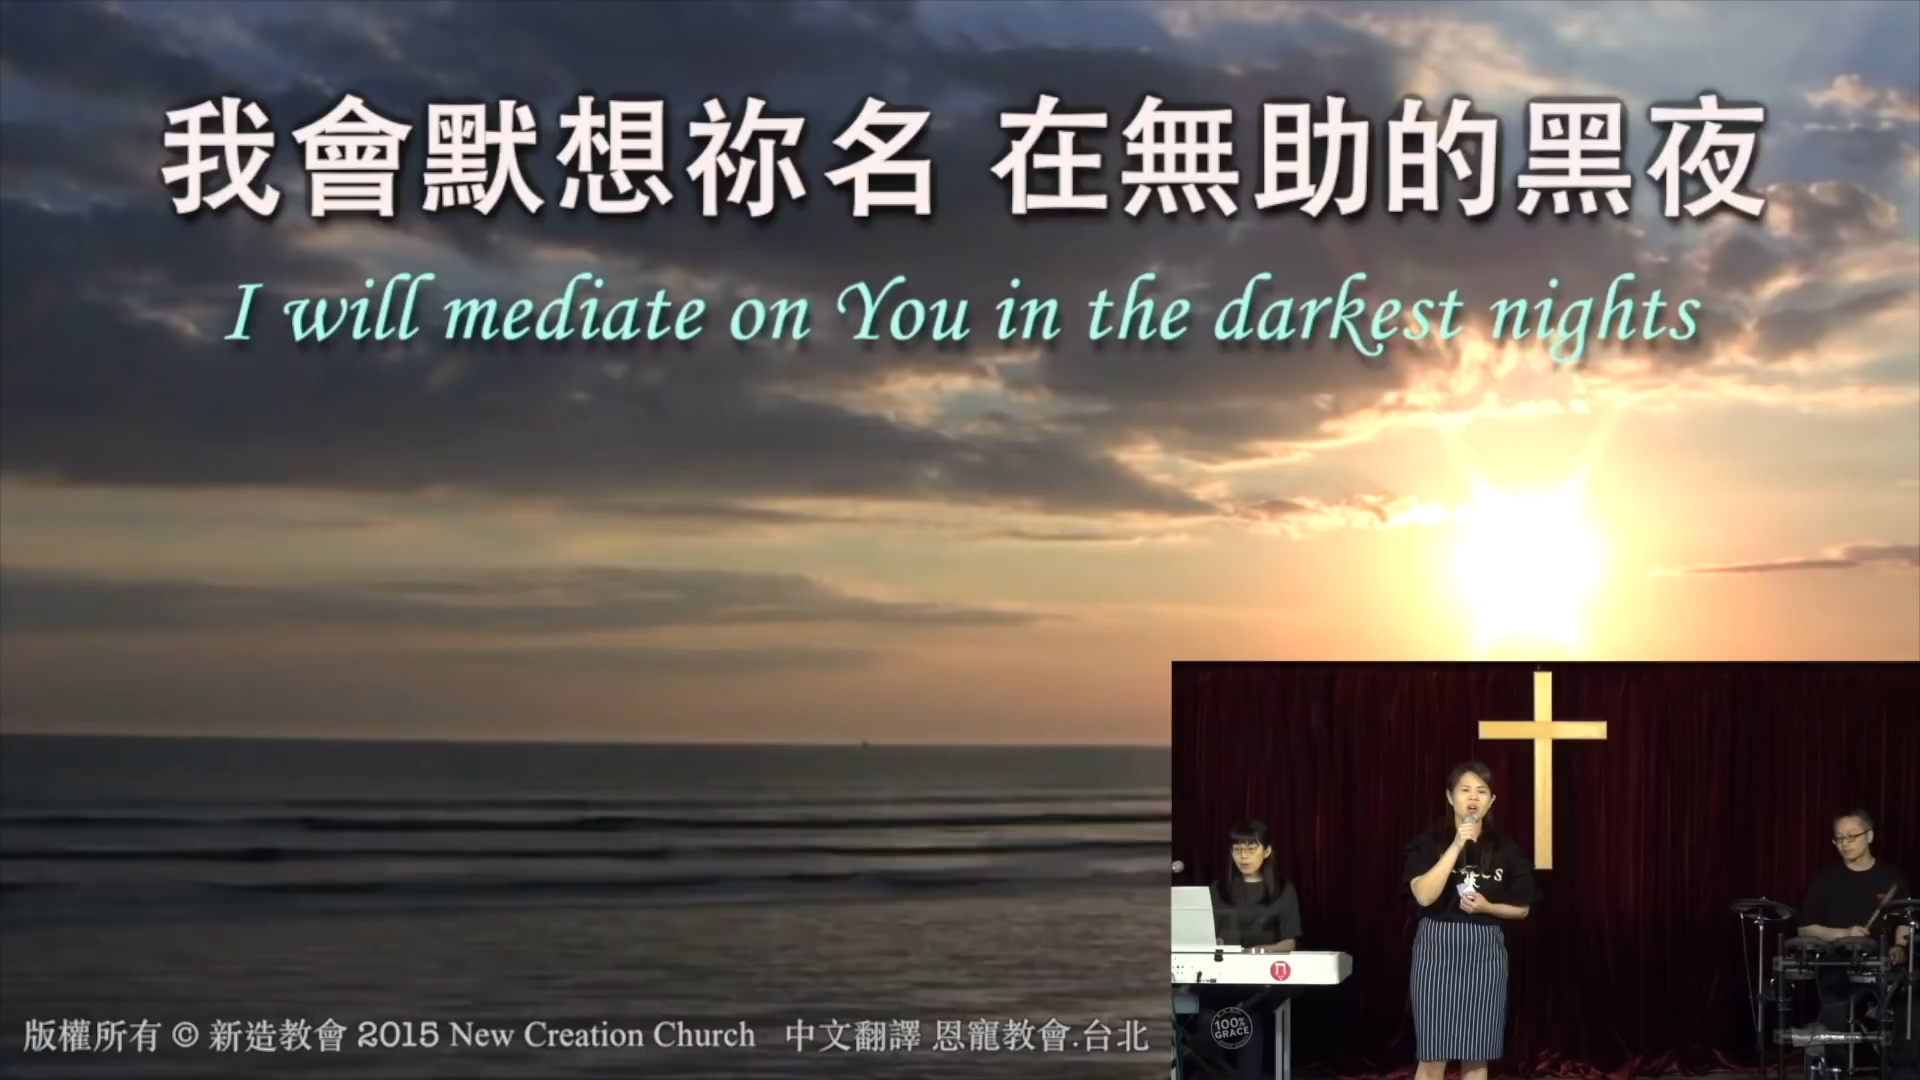 我會默想祢名 在無助的黑夜
I will mediate on You in the darkest nights
版權所有 © 新造教會 2015 New Creation Church 中文翻譯 恩寵教會.台北
100%
GRACE